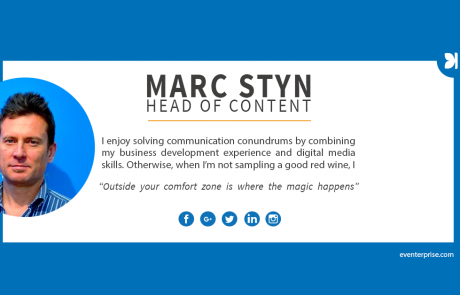 MARC STYN
HEAD OF CONTENT
I enjoy solving communication conundrums by combining
my business development experience and digital media
skills. Otherwise, when I’m not sampling a good red wine, I
“Outside your comfort zone is where the magic happens”
eventerprise.com